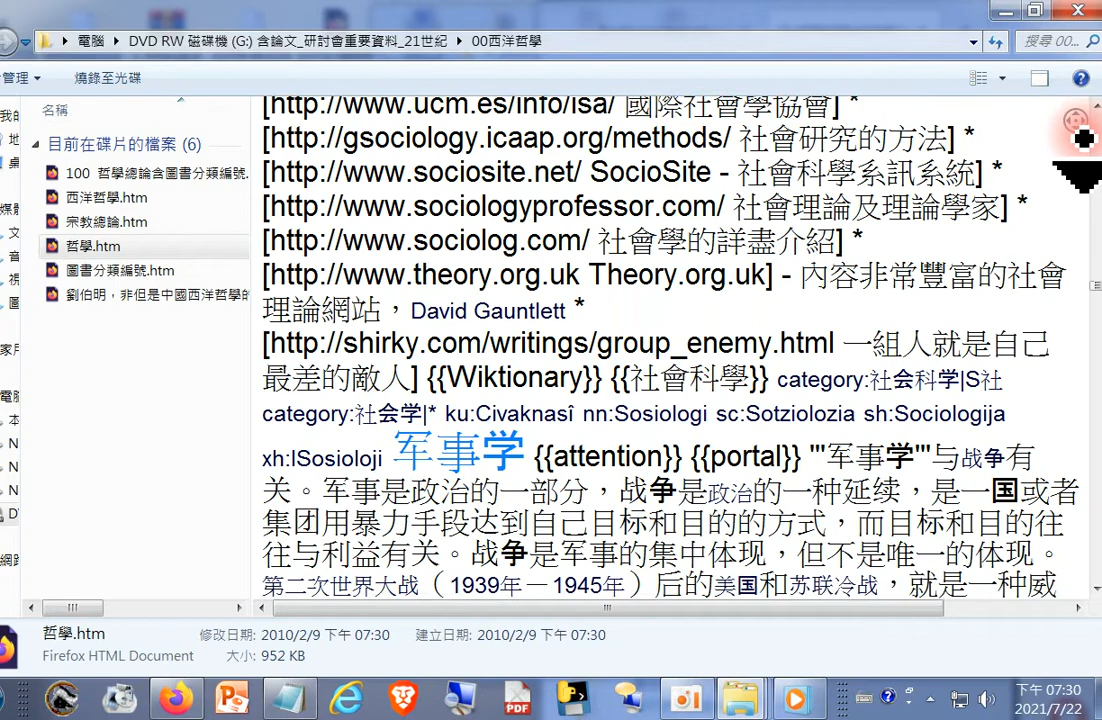 電腦 ▸ DVD RW 磁碟機 (G:) 含論文_研討會重要資料_21世紀 ▸ 00西洋哲學
搜尋 00...
管理
燒錄至光碟
名稱
目前在碟片的檔案 (6)
100 哲學總論含圖書分類編號.
西洋哲學.htm
宗教總論.htm
哲學.htm
圖書分類編號.htm
劉伯明，非但是中國西洋哲學的
[http://www.ucm.es/info/isa/ 國際社會學協會] *
[http://gsociology.icaap.org/methods/ 社會研究的方法] *
[http://www.sociosite.net/ SocioSite - 社會科學系訊系統] *
[http://www.sociologyprofessor.com/ 社會理論及理論學家] *
[http://www.sociolog.com/ 社會學的詳盡介紹] *
[http://www.theory.org.uk Theory.org.uk] - 內容非常豐富的社會
理論網站，David Gauntlett *
[http://shirky.com/writings/group_enemy.html 一組人就是自己
最差的敵人] {{Wiktionary}} {{社會科學}} category:社会科学|S社
category:社会学|* ku:Civaknasî nn:Sosiologi sc:Sotziolozia sh:Sociologija
xh:ISosioloji 军事学 {{attention}} {{portal}} '''军事学'''与战争有
关。军事是政治的一部分，战争是政治的一种延续，是一国或者
集团用暴力手段达到自己目标和目的的方式，而目标和目的往
往与利益有关。战争是军事的集中体现，但不是唯一的体现。
第二次世界大战（1939年－1945年）后的美国和苏联冷战，就是一种威
哲學.htm
修改日期: 2010/2/9 下午 07:30
建立日期: 2010/2/9 下午 07:30
Firefox HTML Document
大小: 952 KB
下午 07:30
2021/7/22